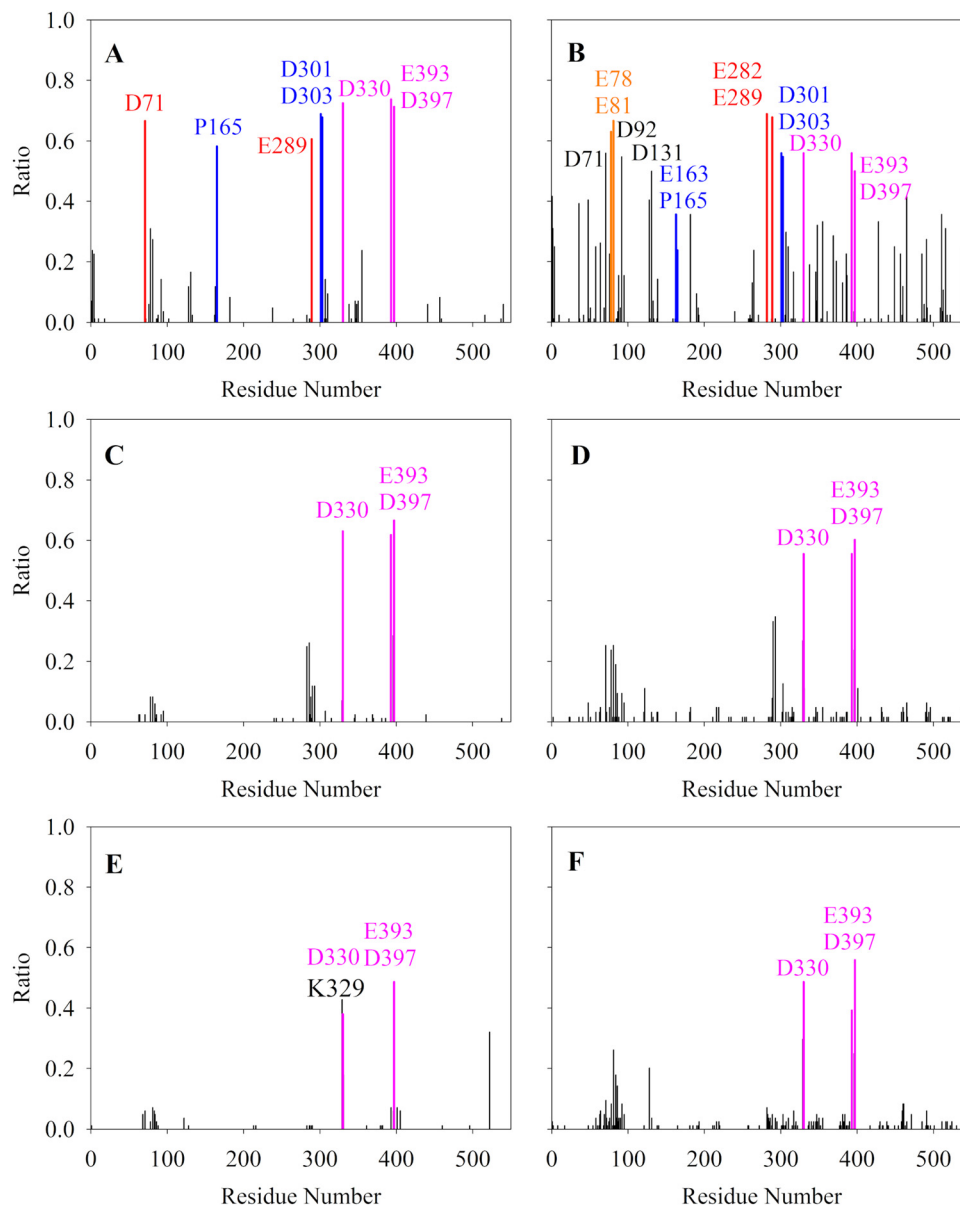 A
B
1.0
0.8
0.6
0.4
0.2
0.0
Ratio
D71
P165
E289
D301
D303
D330
E393
D397
0 100 200 300 400 500
Residue Number
E78
E81
D71
D92
D131
E163
P165
E282
E289
D301
D303
D330
E393
D397
0 100 200 300 400 500
Residue Number
C
D
1.0
0.8
0.6
0.4
0.2
0.0
Ratio
D330
E393
D397
0 100 200 300 400 500
Residue Number
D330
E393
D397
0 100 200 300 400 500
Residue Number
E
F
1.0
0.8
0.6
0.4
0.2
0.0
Ratio
E393
D330 D397
K329
0 100 200 300 400 500
Residue Number
E393
D397
D330
0 100 200 300 400 500
Residue Number